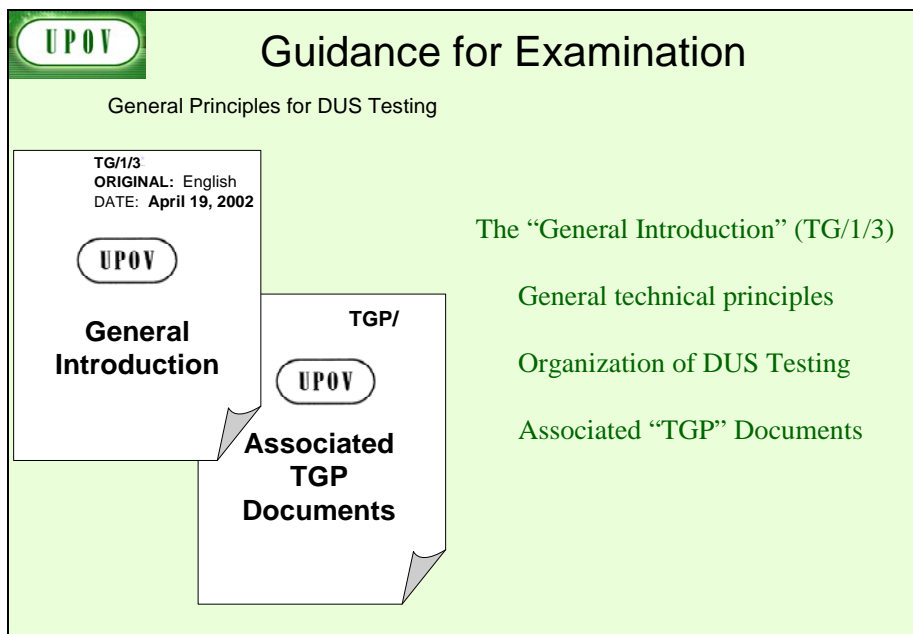 UPOV
Guidance for Examination
General Principles for DUS Testing
TG/1/3
ORIGINAL: English
DATE: April 19, 2002
UPOV
General
Introduction
TGP/
UPOV
Associated
TGP
Documents
The “General Introduction” (TG/1/3)
General technical principles
Organization of DUS Testing
Associated “TGP” Documents